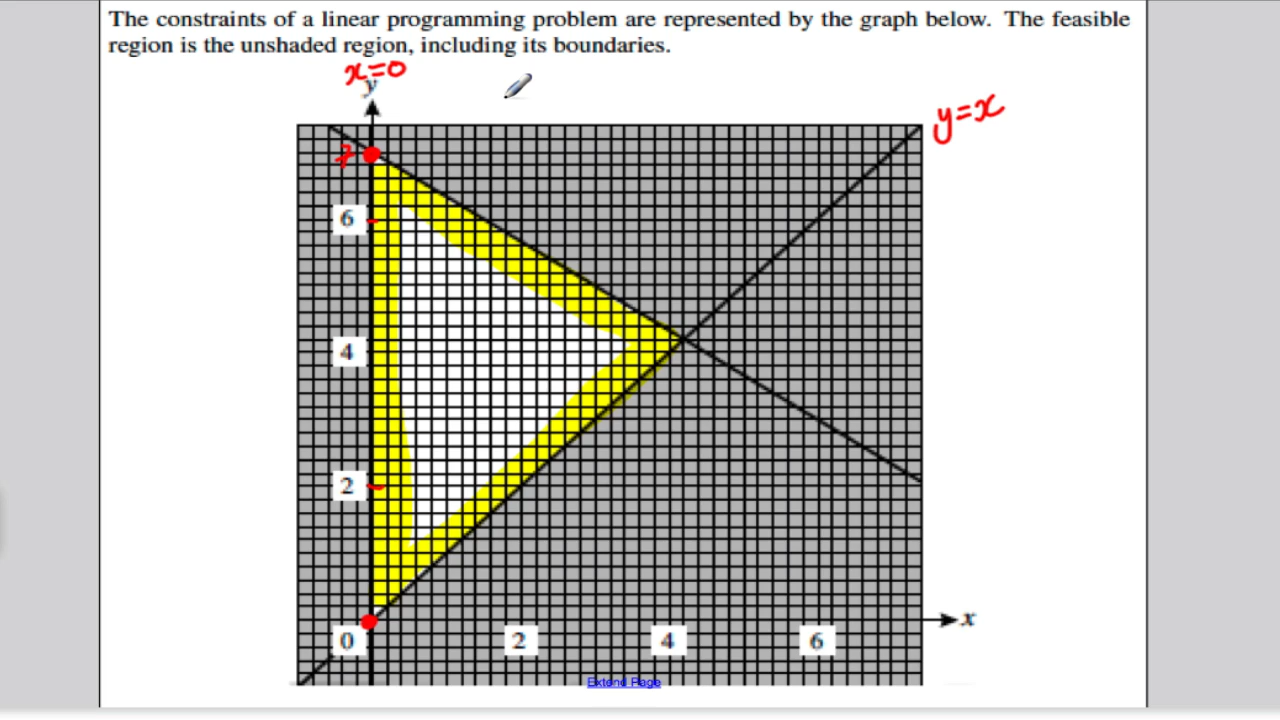 The constraints of a linear programming problem are represented by the graph below. The feasible
region is the unshaded region, including its boundaries.
x=0
y
y=x
7
6
4
2
0
2
4
6
x
Extend Page